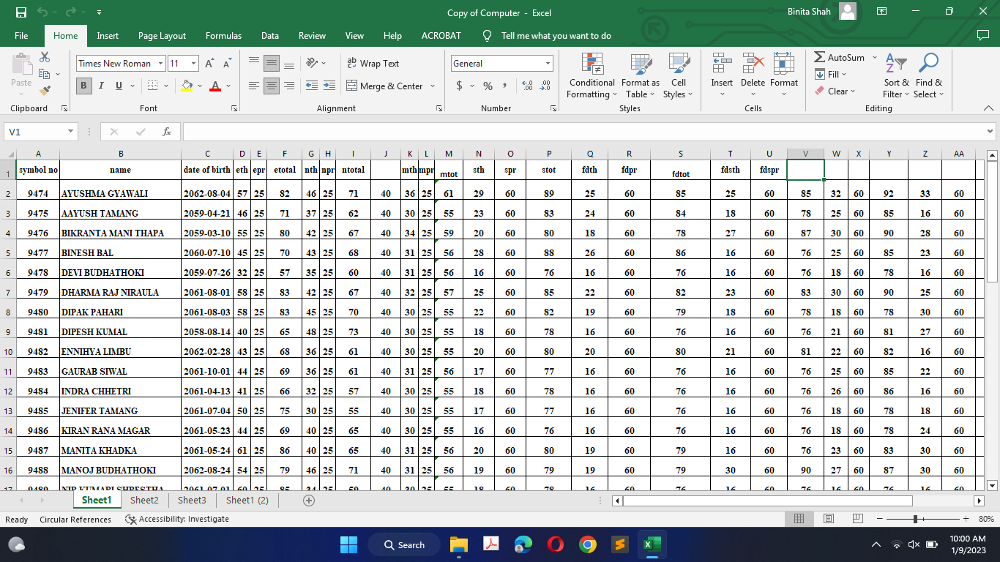 Copy of Computer - Excel
Binita Shah
File Home Insert Page Layout Formulas Data Review View Help ACROBAT Tell me what you want to do
Paste
Clipboard
Times New Roman 11
B I U
Font
Wrap Text
Merge & Center
Alignment
General
$ % ,
Number
Conditional Formatting
Format as Table
Cell Styles
Styles
Insert Delete Format
Cells
AutoSum
Fill
Clear
Sort & Filter
Find & Select
Editing
V1 fx
A B C D E F G H I J K L M N O P Q R S T U V W X Y Z AA
1 symbol no name date of birth eth epr etotal nth npr ntotal mth mpr mtot sth spr stot fdth fdpr fdtot fdsth fdspr
2 9474 AYUSHMA GYAWALI 2062-08-04 57 25 82 46 25 71 40 36 25 61 29 60 89 25 60 85 25 60 85 32 60 92 33 60
3 9475 AAYUSH TAMANG 2059-04-21 46 25 71 37 25 62 40 30 25 55 23 60 83 24 60 84 18 60 78 25 60 85 16 60
4 9476 BIKRANTA MANI THAPA 2059-03-10 55 25 80 42 25 67 40 34 25 59 20 60 80 18 60 78 27 60 87 30 60 90 28 60
5 9477 BINESH BAL 2060-07-10 45 25 70 43 25 68 40 31 25 56 28 60 88 26 60 86 16 60 76 25 60 85 23 60
6 9478 DEVI BUDHATHOKI 2059-07-26 32 25 57 35 25 60 40 31 25 56 16 60 76 16 60 76 16 60 76 18 60 78 16 60
7 9479 DHARMA RAJ NIRAULA 2061-08-01 58 25 83 42 25 67 40 32 25 57 25 60 85 22 60 82 23 60 83 30 60 90 25 60
8 9480 DIPAK PAHARI 2061-08-03 58 25 83 45 25 70 40 30 25 55 22 60 82 19 60 79 18 60 78 18 60 78 30 60
9 9481 DIPESH KUMAL 2058-08-14 40 25 65 48 25 73 40 30 25 55 18 60 78 16 60 76 16 60 76 21 60 81 27 60
10 9482 ENNIHYA LIMBU 2062-02-28 43 25 68 36 25 61 40 30 25 55 20 60 80 20 60 80 21 60 81 22 60 82 16 60
11 9483 GAURAB SIWAL 2061-10-01 44 25 69 36 25 61 40 31 25 56 17 60 77 16 60 76 16 60 76 25 60 85 22 60
12 9484 INDRA CHHETRI 2061-04-13 41 25 66 32 25 57 40 30 25 55 18 60 78 16 60 76 16 60 76 26 60 86 16 60
13 9485 JENIFER TAMANG 2061-07-04 50 25 75 30 25 55 40 30 25 55 17 60 77 16 60 76 16 60 76 18 60 78 18 60
14 9486 KIRAN RANA MAGAR 2061-05-23 44 25 69 40 25 65 40 30 25 55 16 60 76 16 60 76 16 60 76 18 60 78 24 60
15 9487 MANITA KHADKA 2061-05-24 61 25 86 40 25 65 40 31 25 56 20 60 80 19 60 79 16 60 76 23 60 83 30 60
16 9488 MANOJ BUDHATHOKI 2062-08-24 54 25 79 46 25 71 40 31 25 56 19 60 79 19 60 79 30 60 90 27 60 87 30 60
17 9489 NIR KUMARI SHRESTHA 2061-07-01 60 25 85 34 25 59 40 30 25 55 18 60 78 16 60 76 16 60 76 16 60 76 16 60
Sheet1 Sheet2 Sheet3 Sheet1 (2)
Ready Circular References Accessibility: Investigate 80%
Search
10:00 AM
1/9/2023